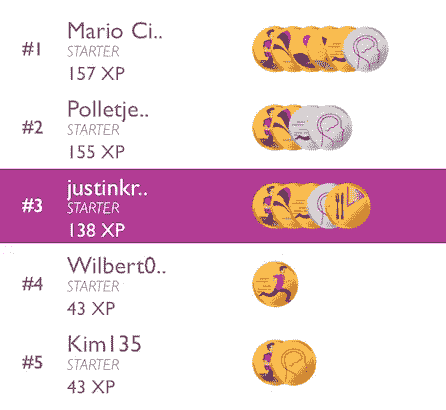 #1
Mario Ci..
STARTER
157 XP
#2
Polletje..
STARTER
155 XP
#3
justinkr..
STARTER
138 XP
#4
Wilbert0..
STARTER
43 XP
#5
Kim135
STARTER
43 XP